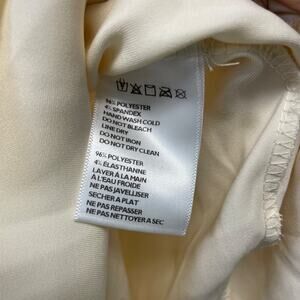 96% POLYESTER
4% SPANDEX
HAND WASH COLD
DO NOT BLEACH
LINE DRY
DO NOT IRON
DO NOT DRY CLEAN
96% POLYESTER
4% ÉLASTHANNE
LAVER À LA MAIN
À L'EAU FROIDE
NE PAS JAVELLISER
SECHER A PLAT
NE PAS REPASSER
NE PAS NETTOYER A SEC